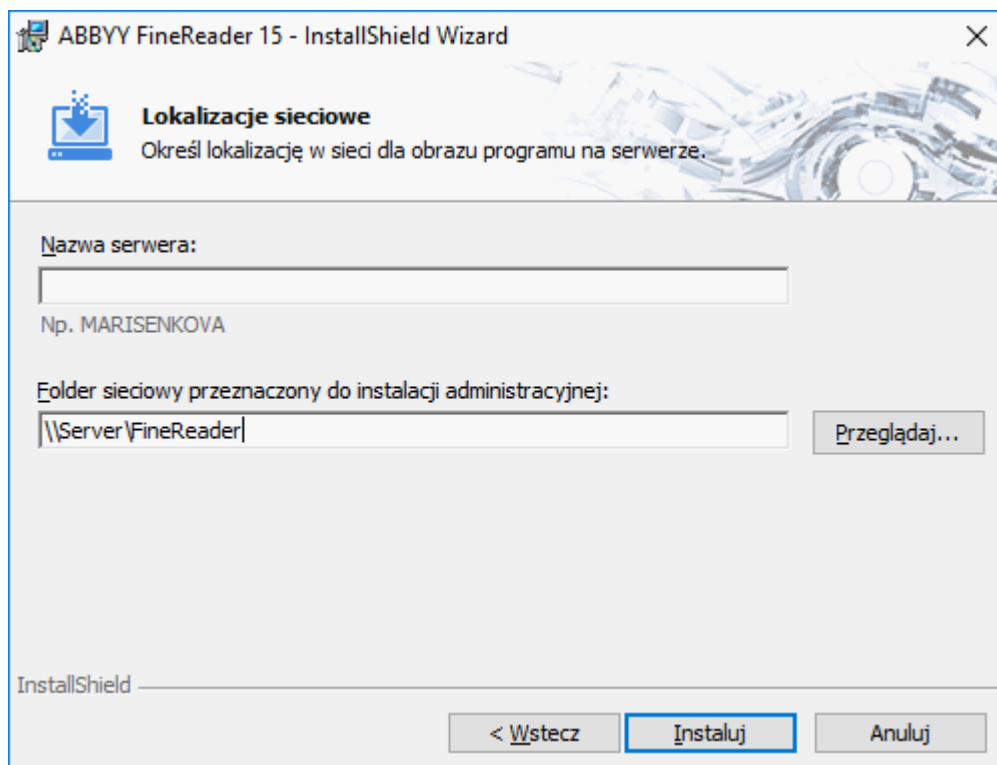 ABBYY FineReader 15 - InstallShield Wizard
Lokalizacje sieciowe
Określ lokalizację w sieci dla obrazu programu na serwerze.
Nazwa serwera:
Np. MARISENKOVA
Folder sieciowy przeznaczony do instalacji administracyjnej:
\\Server\FineReader
Przeglądaj...
InstallShield
< Wstecz
Instaluj
Anuluj